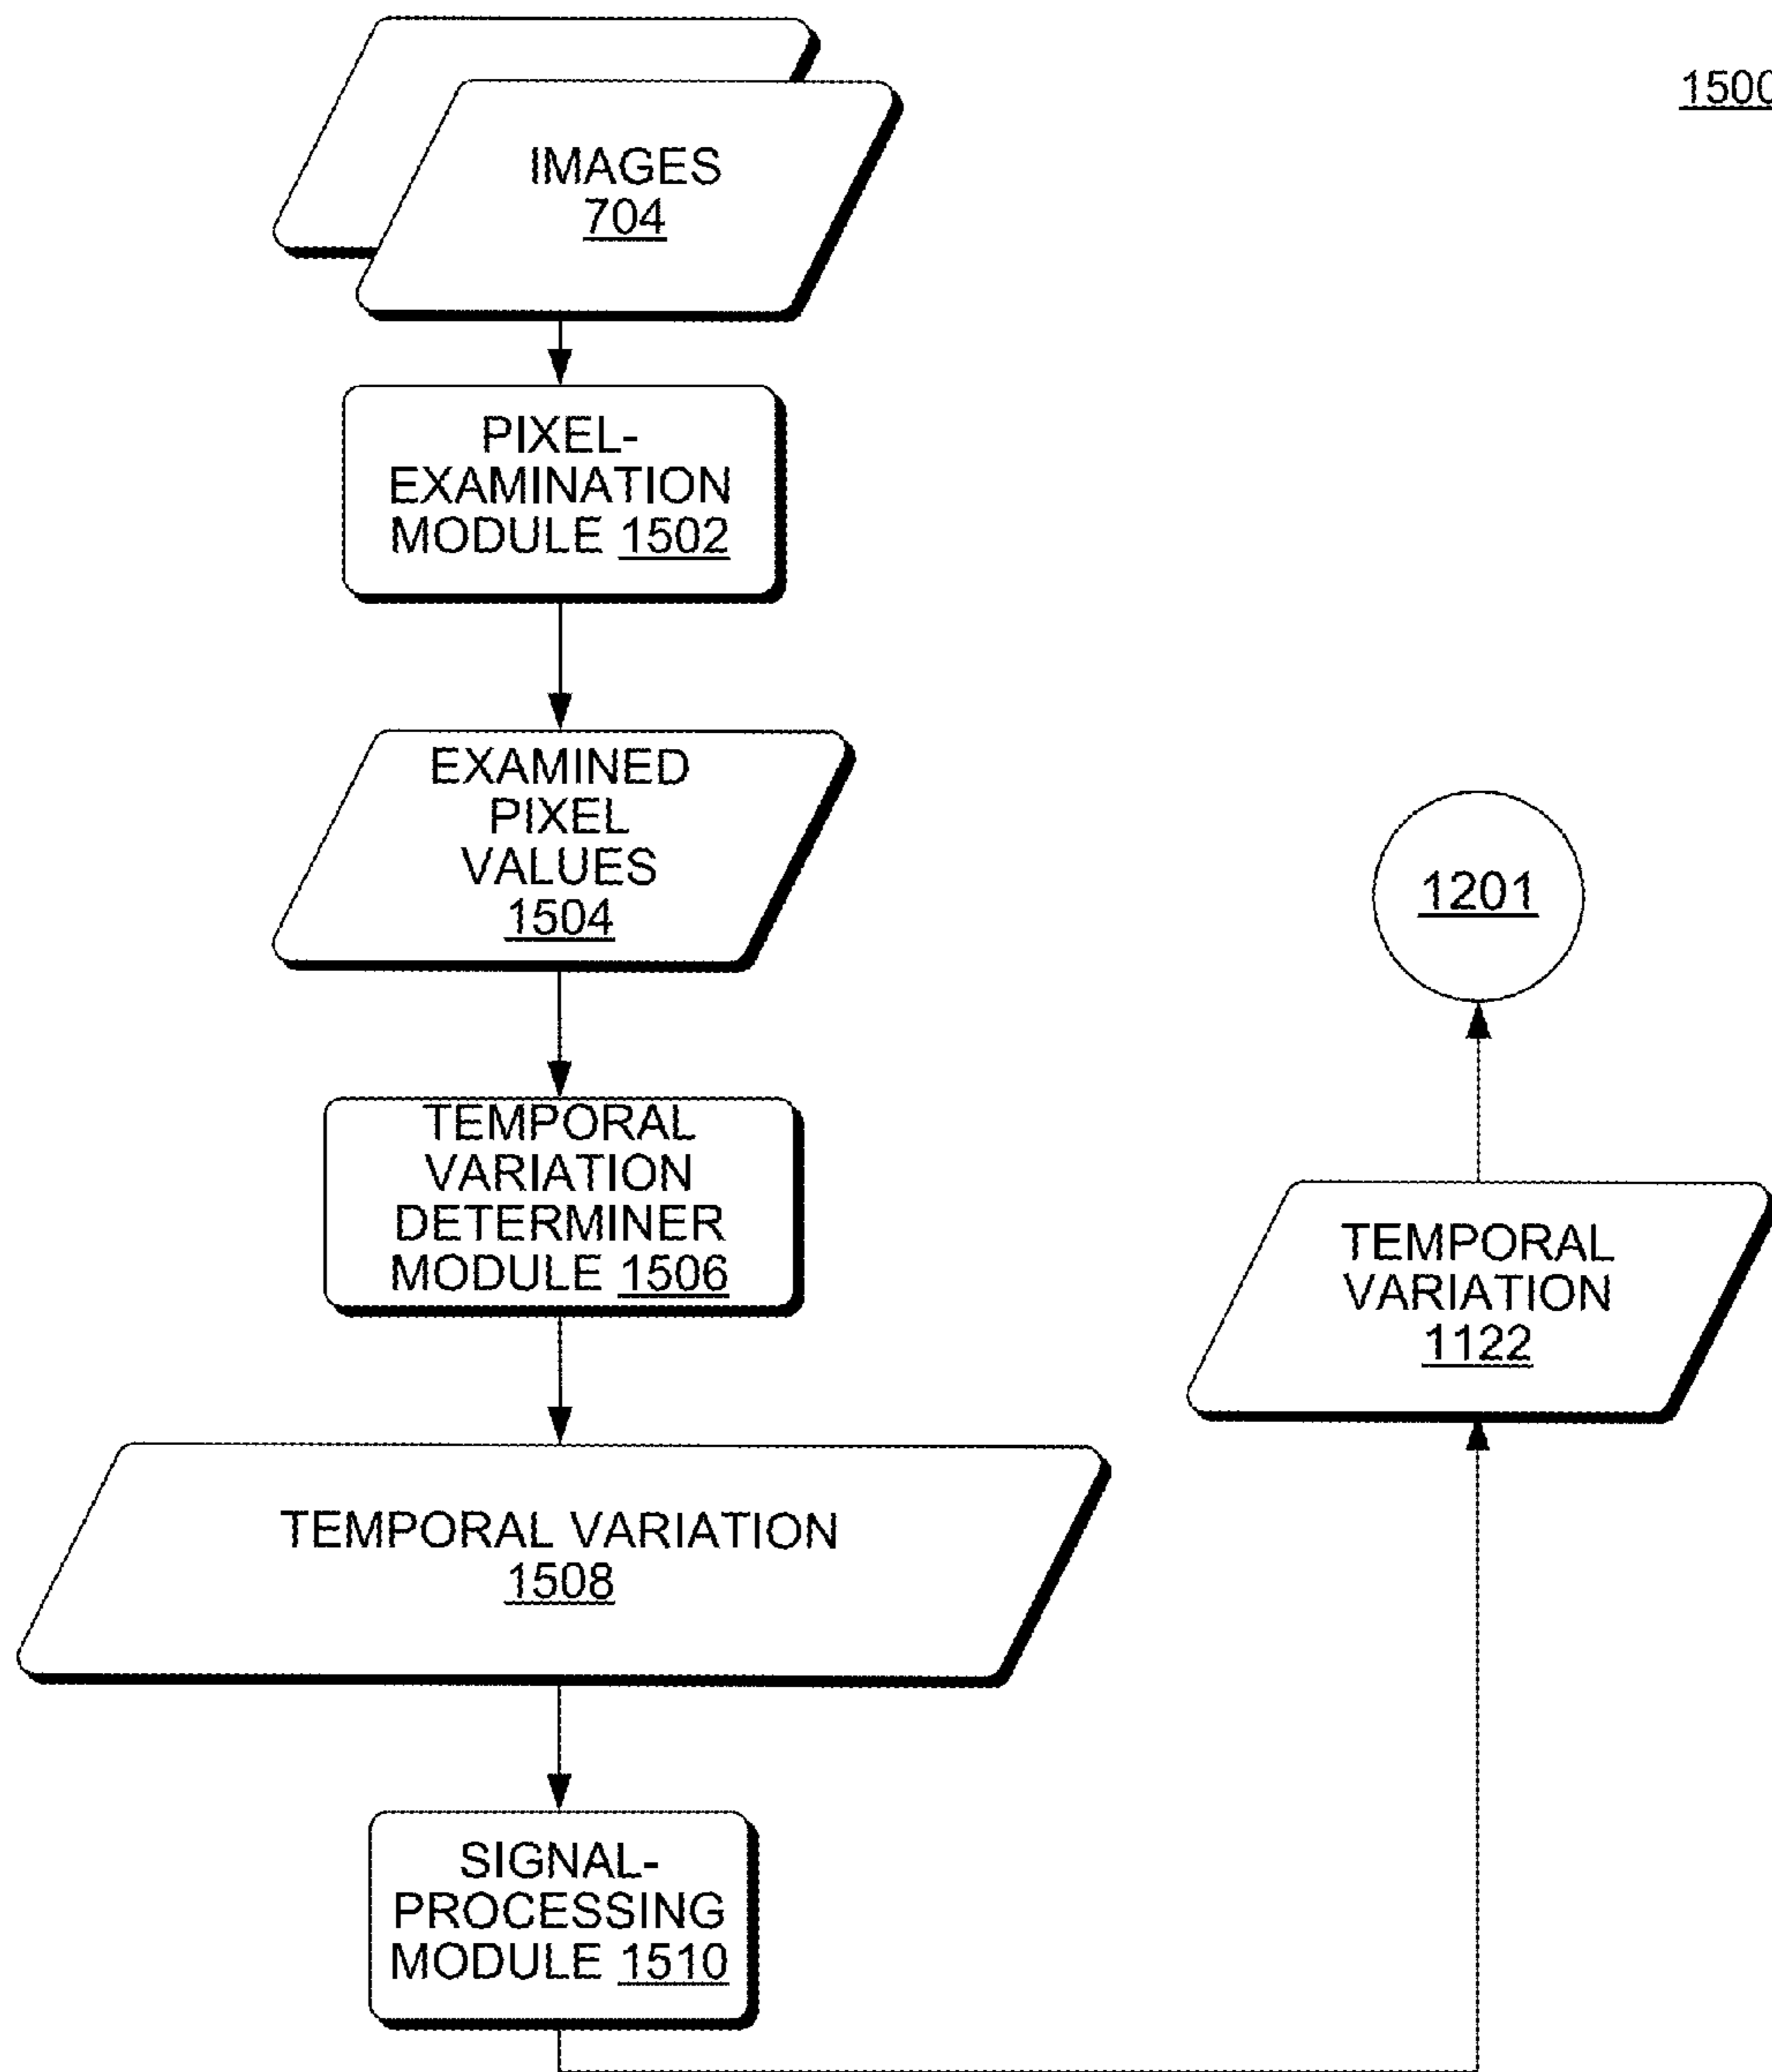 1500
IMAGES
704
PIXEL-
EXAMINATION
MODULE 1502
EXAMINED
PIXEL
VALUES
1504
TEMPORAL
VARIATION
DETERMINER
MODULE 1506
TEMPORAL VARIATION
1508
SIGNAL-
PROCESSING
MODULE 1510
TEMPORAL
VARIATION
1122
1201